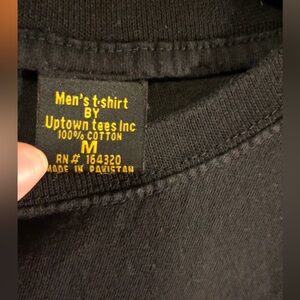 Men's t-shirt
BY
Uptown tees Inc
100% COTTON
M
RN# 164320
MADE IN PAKISTAN